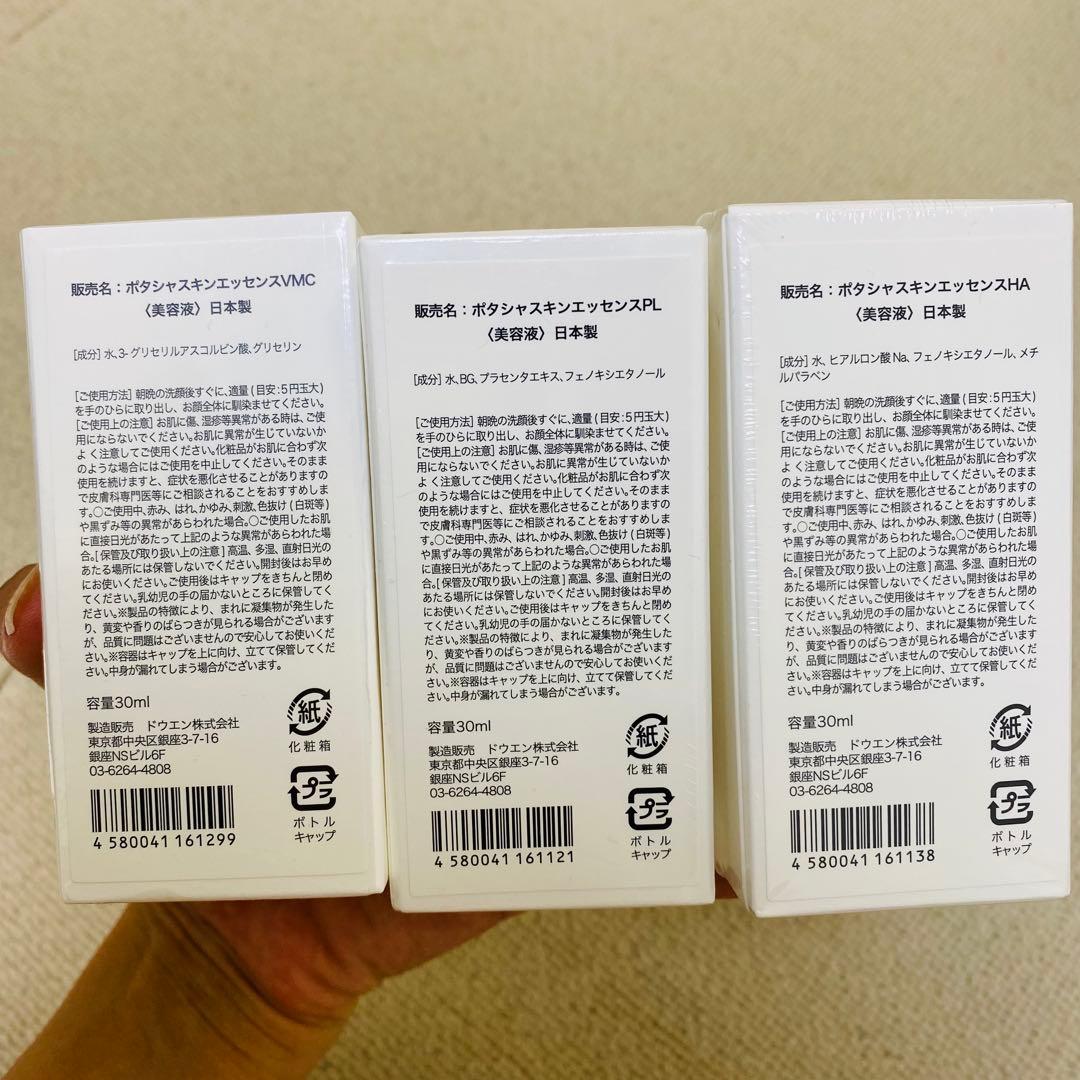 販売名：ポタシャスキンエッセンスVMC
〈美容液〉日本製
[成分] 水、3-グリセリルアスコルビン酸、グリセリン
[ご使用方法] 朝晩の洗顔後すぐに、適量(目安:5円玉大)
を手のひらに取り出し、お顔全体に馴染ませてください。
[ご使用上の注意] お肌に傷、湿疹等異常がある時は、ご使
用にならないでください。お肌に異常が生じていないか
よく注意してご使用ください。化粧品がお肌に合わず次
のような場合にはご使用を中止してください。そのまま
使用を続けますと、症状を悪化させることがありますの
で皮膚科専門医等にご相談されることをおすすめしま
す。〇ご使用中、赤み、はれ、かゆみ、刺激、色抜け(白斑等)
や黒ずみ等の異常があらわれた場合。〇ご使用したお肌
に直接日光があたって上記のような異常があらわれた場
合。[保管及び取り扱い上の注意] 高温、多湿、直射日光の
あたる場所には保管しないでください。開封後はお早め
にお使いください。ご使用後はキャップをきちんと閉め
てください。乳幼児の手の届かないところに保管してく
ださい。※製品の特徴により、まれに凝集物が発生した
り、黄変や香りのばらつきが見られる場合がございます
が、品質に問題はございませんので安心してお使いくだ
さい。※容器はキャップを上に向け、立てて保管してくだ
さい。中身が漏れてしまう場合がございます。
容量30ml
製造販売 ドウエン株式会社
東京都中央区銀座3-7-16
銀座NSビル6F
03-6264-4808
4 580041 161299
紙
化粧箱
プラ
ボトル
キャップ
販売名：ポタシャスキンエッセンスPL
〈美容液〉日本製
[成分] 水、BG、プラセンタエキス、フェノキシエタノール
[ご使用方法] 朝晩の洗顔後すぐに、適量(目安:5円玉大)
を手のひらに取り出し、お顔全体に馴染ませてください。
[ご使用上の注意] お肌に傷、湿疹等異常がある時は、ご使
用にならないでください。お肌に異常が生じていないか
よく注意してご使用ください。化粧品がお肌に合わず次
のような場合にはご使用を中止してください。そのまま
使用を続けますと、症状を悪化させることがありますの
で皮膚科専門医等にご相談されることをおすすめしま
す。〇ご使用中、赤み、はれ、かゆみ、刺激、色抜け(白斑等)
や黒ずみ等の異常があらわれた場合。〇ご使用したお肌
に直接日光があたって上記のような異常があらわれた場
合。[保管及び取り扱い上の注意] 高温、多湿、直射日光の
あたる場所には保管しないでください。開封後はお早め
にお使いください。ご使用後はキャップをきちんと閉め
てください。乳幼児の手の届かないところに保管してく
ださい。※製品の特徴により、まれに凝集物が発生した
り、黄変や香りのばらつきが見られる場合がございます
が、品質に問題はございませんので安心してお使いくだ
さい。※容器はキャップを上に向け、立てて保管してくだ
さい。中身が漏れてしまう場合がございます。
容量30ml
製造販売 ドウエン株式会社
東京都中央区銀座3-7-16
銀座NSビル6F
03-6264-4808
4 580041 161121
紙
化粧箱
プラ
ボトル
キャップ
販売名：ポタシャスキンエッセンスHA
〈美容液〉日本製
[成分] 水、ヒアルロン酸Na、フェノキシエタノール、メチ
ルパラベン
[ご使用方法] 朝晩の洗顔後すぐに、適量(目安:5円玉大)
を手のひらに取り出し、お顔全体に馴染ませてください。
[ご使用上の注意] お肌に傷、湿疹等異常がある時は、ご使
用にならないでください。お肌に異常が生じていないか
よく注意してご使用ください。化粧品がお肌に合わず次
のような場合にはご使用を中止してください。そのまま
使用を続けますと、症状を悪化させることがありますの
で皮膚科専門医等にご相談されることをおすすめしま
す。〇ご使用中、赤み、はれ、かゆみ、刺激、色抜け(白斑等)
や黒ずみ等の異常があらわれた場合。〇ご使用したお肌
に直接日光があたって上記のような異常があらわれた場
合。[保管及び取り扱い上の注意] 高温、多湿、直射日光の
あたる場所には保管しないでください。開封後はお早め
にお使いください。ご使用後はキャップをきちんと閉め
てください。乳幼児の手の届かないところに保管してく
ださい。※製品の特徴により、まれに凝集物が発生した
り、黄変や香りのばらつきが見られる場合がございます
が、品質に問題はございませんので安心してお使いくだ
さい。※容器はキャップを上に向け、立てて保管してくだ
さい。中身が漏れてしまう場合がございます。
容量30ml
製造販売 ドウエン株式会社
東京都中央区銀座3-7-16
銀座NSビル6F
03-6264-4808
4 580041 161138
紙
化粧箱
プラ
ボトル
キャップ